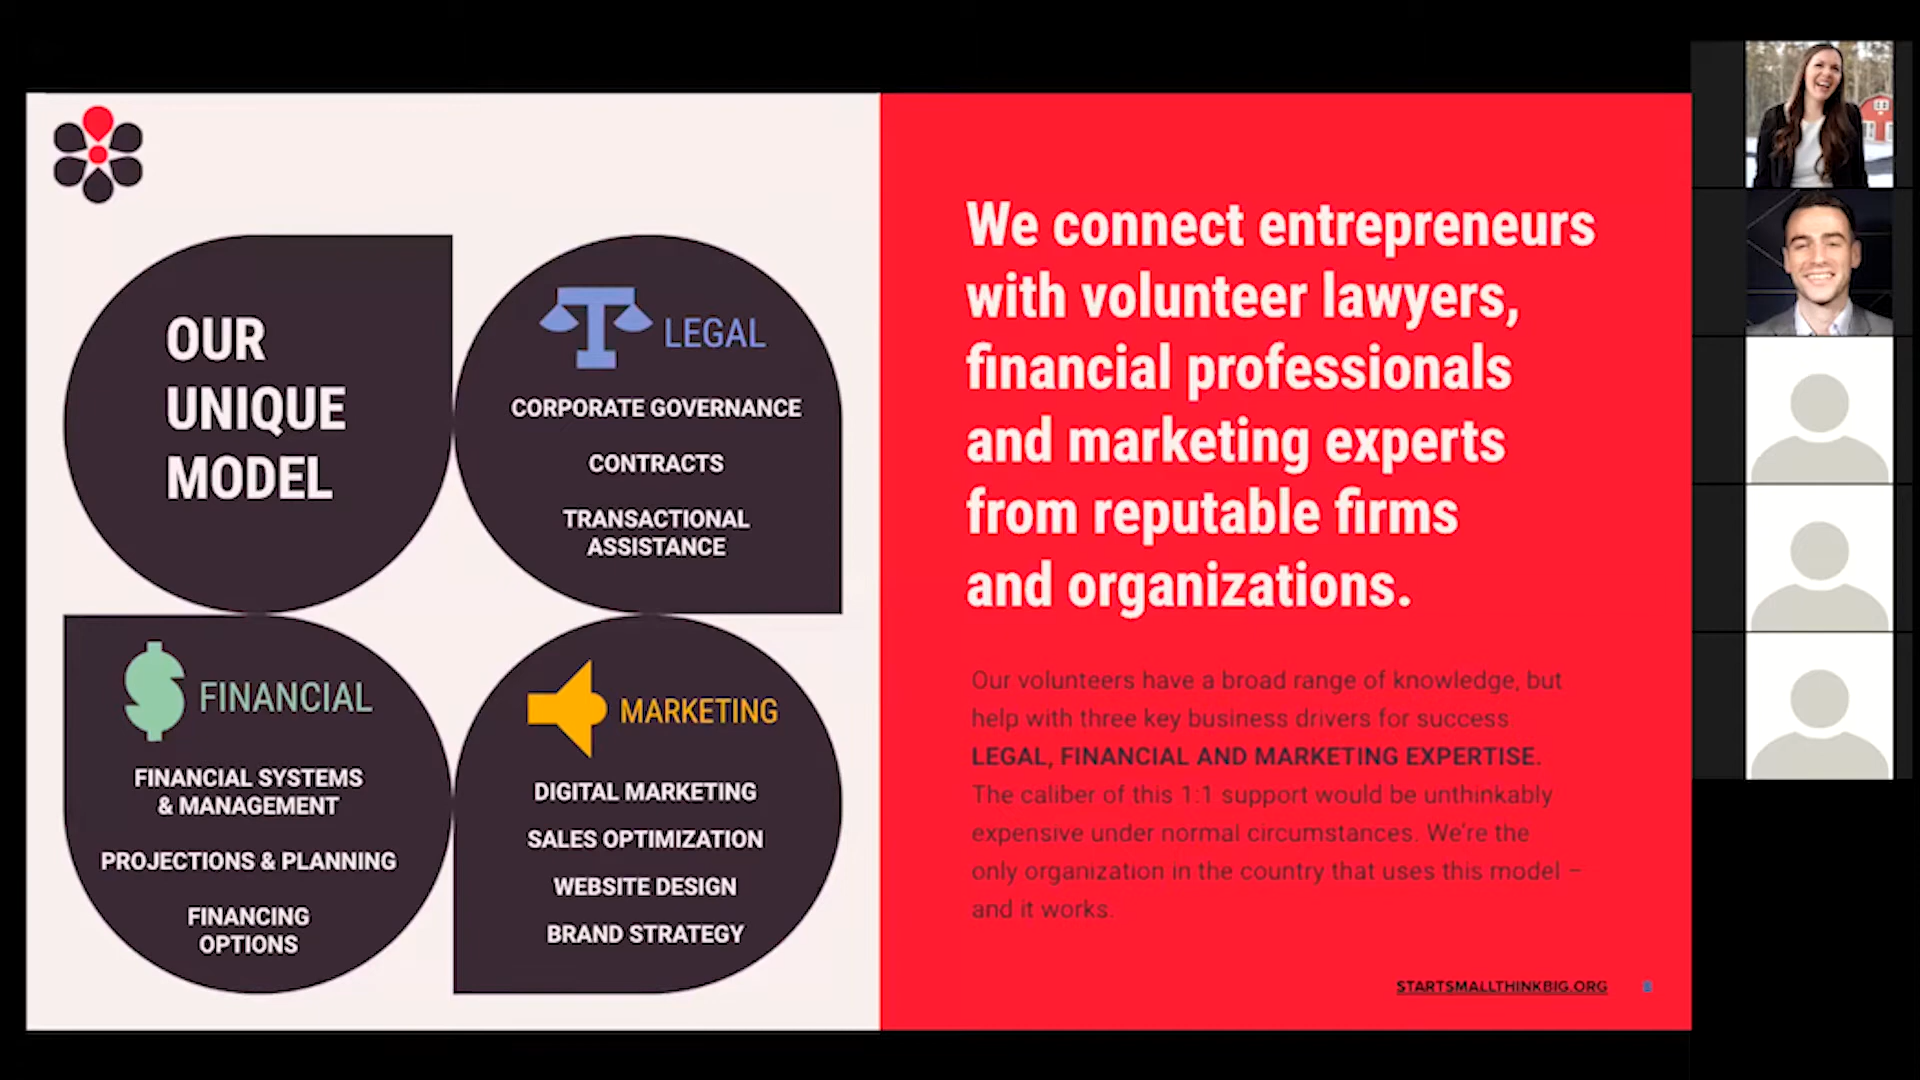 OUR
UNIQUE
MODEL
LEGAL
CORPORATE GOVERNANCE
CONTRACTS
TRANSACTIONAL
ASSISTANCE
FINANCIAL
FINANCIAL SYSTEMS
& MANAGEMENT
PROJECTIONS & PLANNING
FINANCING
OPTIONS
MARKETING
DIGITAL MARKETING
SALES OPTIMIZATION
WEBSITE DESIGN
BRAND STRATEGY
We connect entrepreneurs
with volunteer lawyers,
financial professionals
and marketing experts
from reputable firms
and organizations.
Our volunteers have a broad range of knowledge, but
help with three key business drivers for success
LEGAL, FINANCIAL AND MARKETING EXPERTISE.
The caliber of this 1:1 support would be unthinkably
expensive under normal circumstances. We're the
only organization in the country that uses this model –
and it works.
STARTSMALLTHINKBIG.ORG